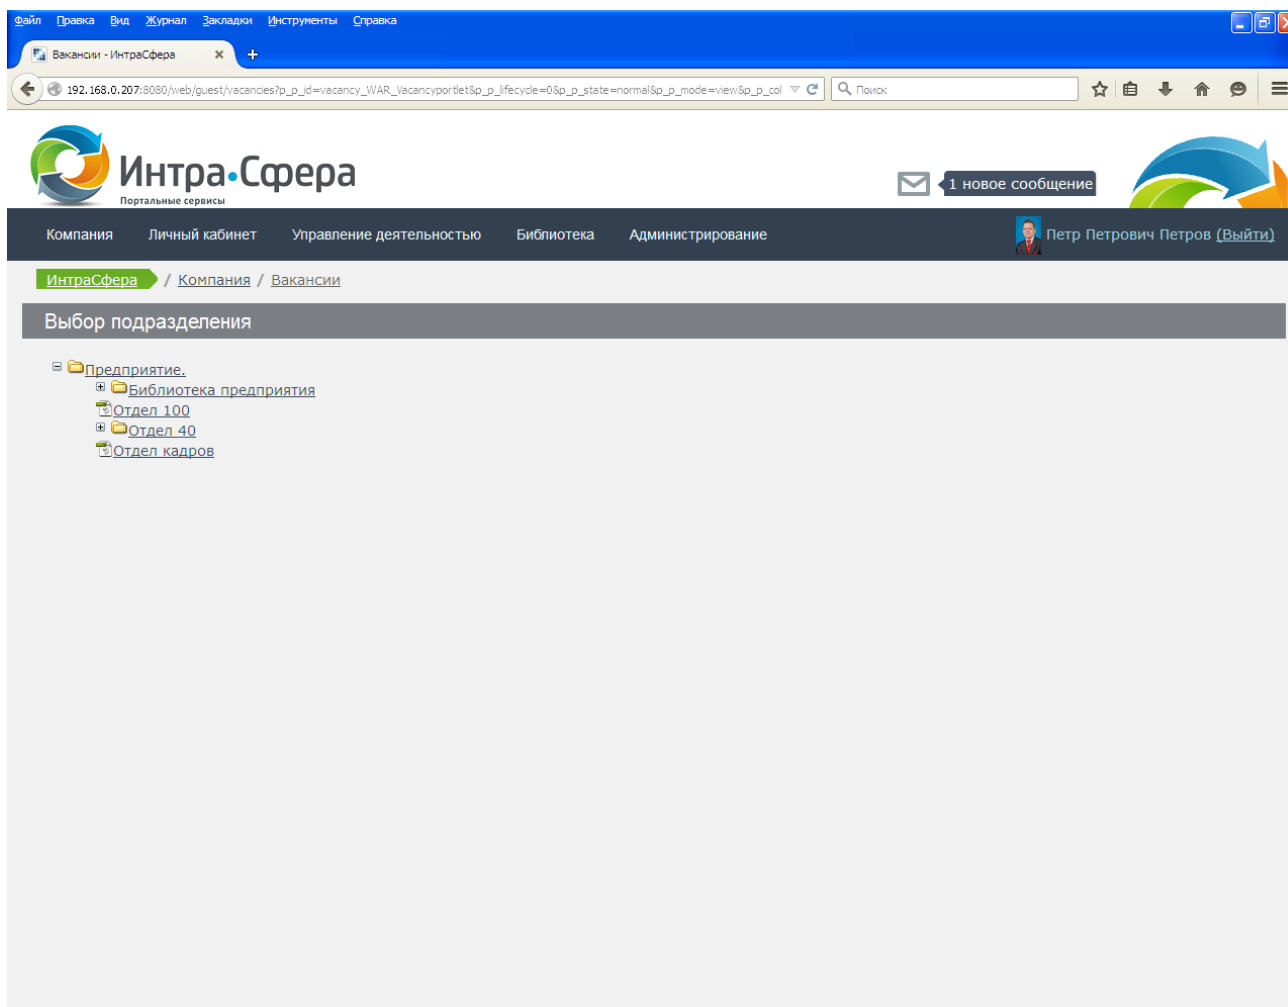 Файл Правка Вид Журнал Закладки Инструменты Справка
Вакансии - ИнтраСфера
192.168.0.207:8080/web/guest/vacancies?p_p_id=vacancy_WAR_Vacancyportlet&p_p_lifecycle=0&p_p_state=normal&p_p_mode=view&p_p_col
Поиск
Интра•Сфера
Портальные сервисы
1 новое сообщение
Компания Личный кабинет Управление деятельностью Библиотека Администрирование Петр Петрович Петров (Выйти)
ИнтраСфера / Компания / Вакансии
Выбор подразделения
Предприятие.
Библиотека предприятия
Отдел 100
Отдел 40
Отдел кадров